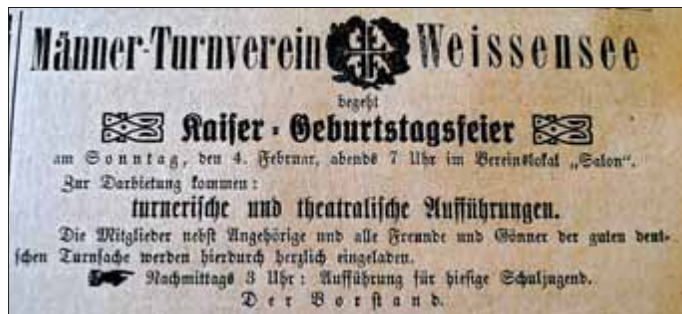 Männer-Turnverein Weissensee
begeht
Kaiser-Geburtstagsfeier
am Sonntag, den 4. Februar, abends 7 Uhr im Vereinslokal „Salon“.
Zur Darbietung kommen:
turnerische und theatralische Aufführungen.
Die Mitglieder nebst Angehörige und alle Freunde und Gönner der guten deut-
schen Turnsache werden hierdurch herzlich eingeladen.
Nachmittags 3 Uhr: Aufführung für hiesige Schuljugend.
Der Vorstand.